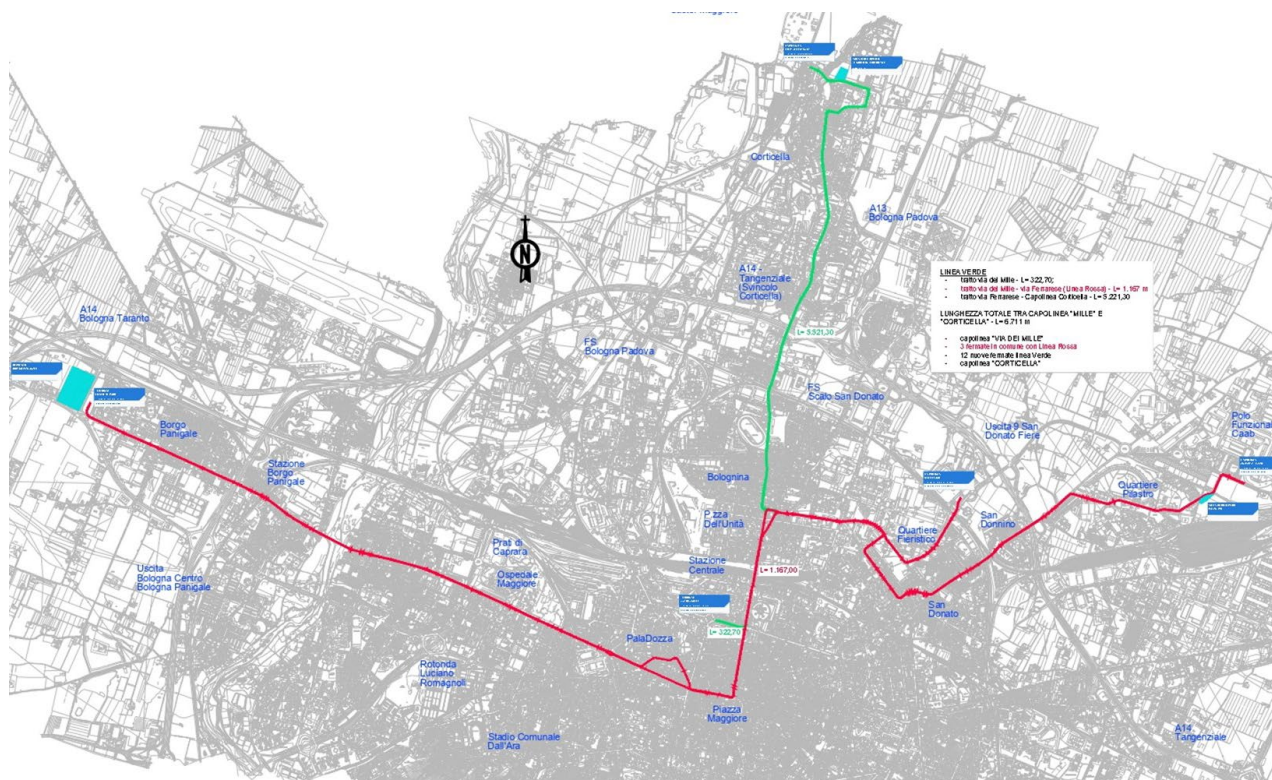 Corticella
A13
Bologna Padova
A14 -
Tangenziale
(Svincolo
Corticella)
LINEA VERDE
- tratto via dei Mille - L= 322,70;
- tratto via dei Mille - via Ferrarese (Linea Rossa) - L= 1.167 m
- tratto via Ferrarese - Capolinea Corticella - L= 5.221,30
LUNGHEZZA TOTALE TRA CAPOLINEA "MILLE" E
"CORTICELLA" - L= 6.711 m
- capolinea "VIA DEI MILLE"
- 3 fermate in comune con Linea Rossa
- 12 nuove fermate linea Verde
- capolinea "CORTICELLA"
A14
Bologna Taranto
N
L= 5.521,30
FS
Bologna Padova
FS
Scalo San Donato
Borgo
Panigale
Uscita 9 San
Donato Fiere
Polo
Funzional
Caab
Stazione
Borgo
Panigale
Bolognina
Quartiere
Pilastro
P.zza
Dell'Unità
San
Donnino
Quartiere
Fieristico
Prati di
Caprara
Stazione
Centrale
L= 1.167,00
Uscita
Bologna Centro
Bologna Panigale
Ospedale
Maggiore
San
Donato
L= 322,70
PalaDozza
Rotonda
Luciano
Romagnoli
Piazza
Maggiore
Stadio Comunale
Dall'Ara
A14
Tangenziale